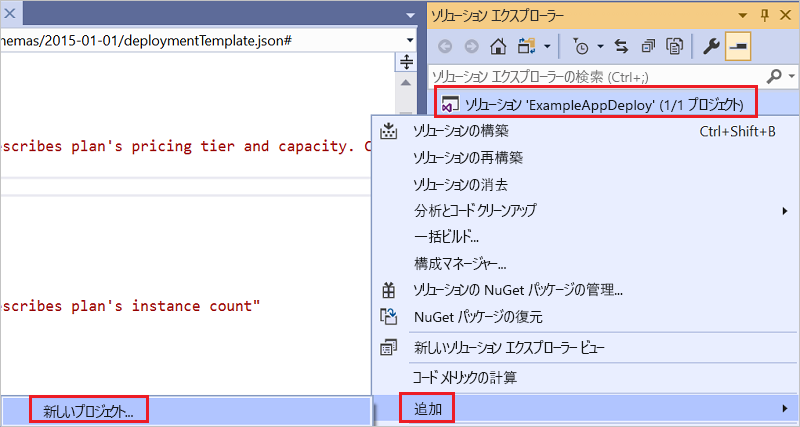 ソリューション エクスプローラー
hemas/2015-01-01/deploymentTemplate.json#
ソリューション エクスプローラーの検索 (Ctrl+;)
ソリューション 'ExampleAppDeploy' (1/1 プロジェクト)
ソリューションの構築 Ctrl+Shift+B
escribes plan's pricing tier and capacity. C
ソリューションの再構築
ソリューションの消去
分析とコード クリーンアップ
一括ビルド...
構成マネージャー...
ソリューションの NuGet パッケージの管理...
escribes plan's instance count"
NuGet パッケージの復元
新しいソリューション エクスプローラー ビュー
コード メトリックの計算
追加
新しいプロジェクト...